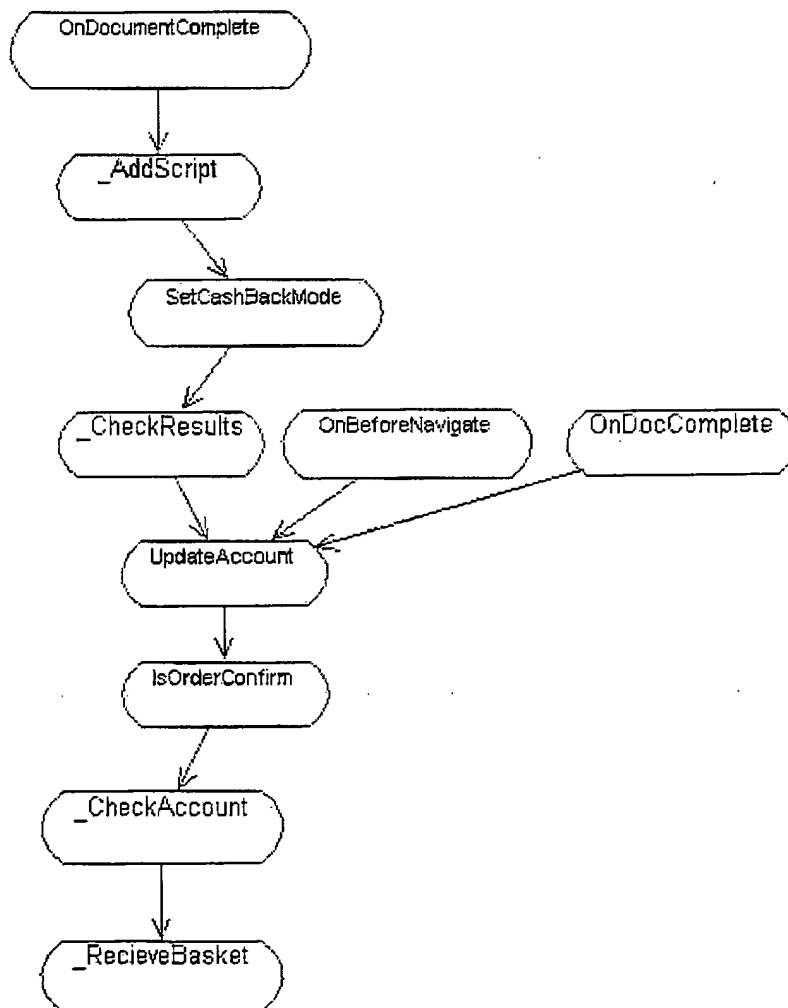 OnDocumentComplete
_AddScript
SetCashBackMode
_CheckResults
OnBeforeNavigate
OnDocComplete
UpdateAccount
IsOrderConfirm
_CheckAccount
_RecieveBasket